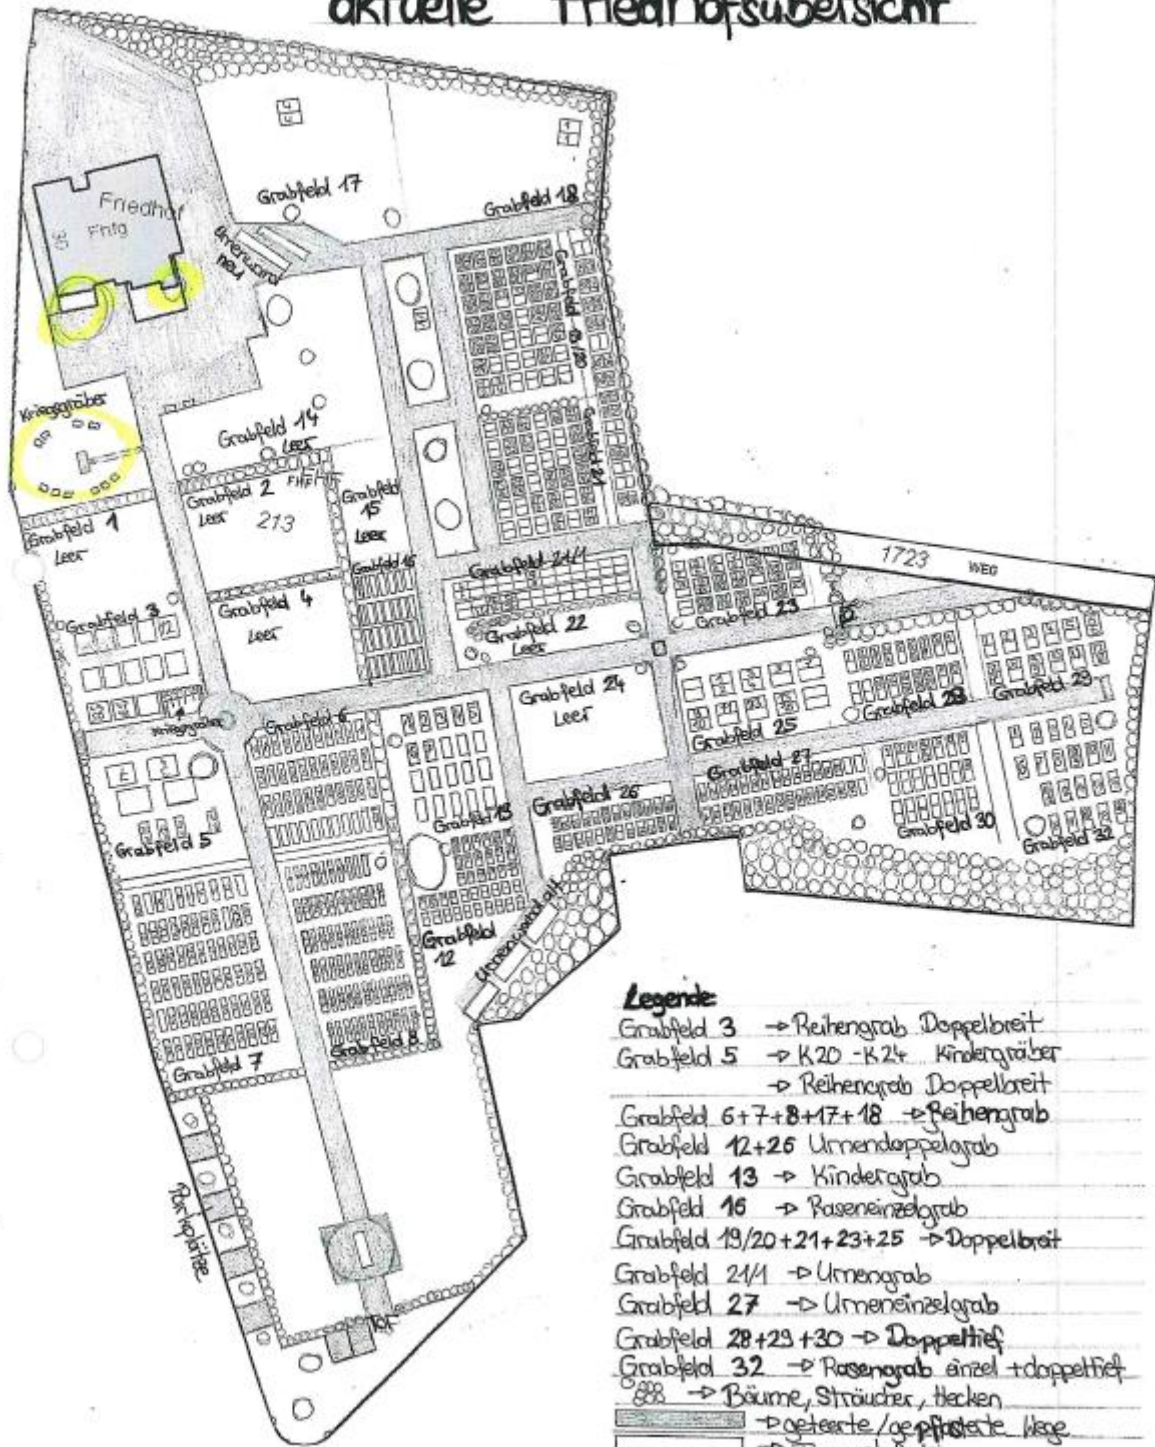 aktuelle Friedhofsübersicht
Grabfeld 17
Grabfeld 18
Friedhof
Fhfg
30
Urnenwand
neu
Grabfeld 19/20
Kriegsgräber
Grabfeld 14
Leer
Grabfeld 21
Grabfeld 2
Leer
213
FHF
Grabfeld
15
Leer
Grabfeld 1
Leer
Grabfeld 16
Grabfeld 21/1
1723 WEG
Grabfeld 3
Grabfeld 4
Leer
Grabfeld 22
Leer
Grabfeld 23
Grabfeld 24
Leer
Grabfeld 25
Grabfeld 28
Grabfeld 29
Kriegsgräber
Grabfeld 6
Grabfeld 27
Grabfeld 26
Grabfeld 13
Grabfeld 5
Grabfeld 30
Grabfeld 32
Grabfeld
12
Urnenwand alt
Grabfeld 8
Grabfeld 7
Parkplätze
Tor
Legende:
Grabfeld 3 → Reihengrab Doppelbreit
Grabfeld 5 → K20 - K24 Kindergräber
→ Reihengrab Doppelbreit
Grabfeld 6+7+8+17+18 → Reihengrab
Grabfeld 12+26 Urnendoppelgrab
Grabfeld 13 → Kindergrab
Grabfeld 16 → Raseneinzelgrab
Grabfeld 19/20+21+23+25 → Doppelbreit
Grabfeld 21/1 → Urnengrab
Grabfeld 27 → Urneneinzelgrab
Grabfeld 28+29+30 → Doppeltief
Grabfeld 32 → Rasengrab einzel + doppeltief
→ Bäume, Sträucher, Hecken
→ geteerte/gepflasterte Wege